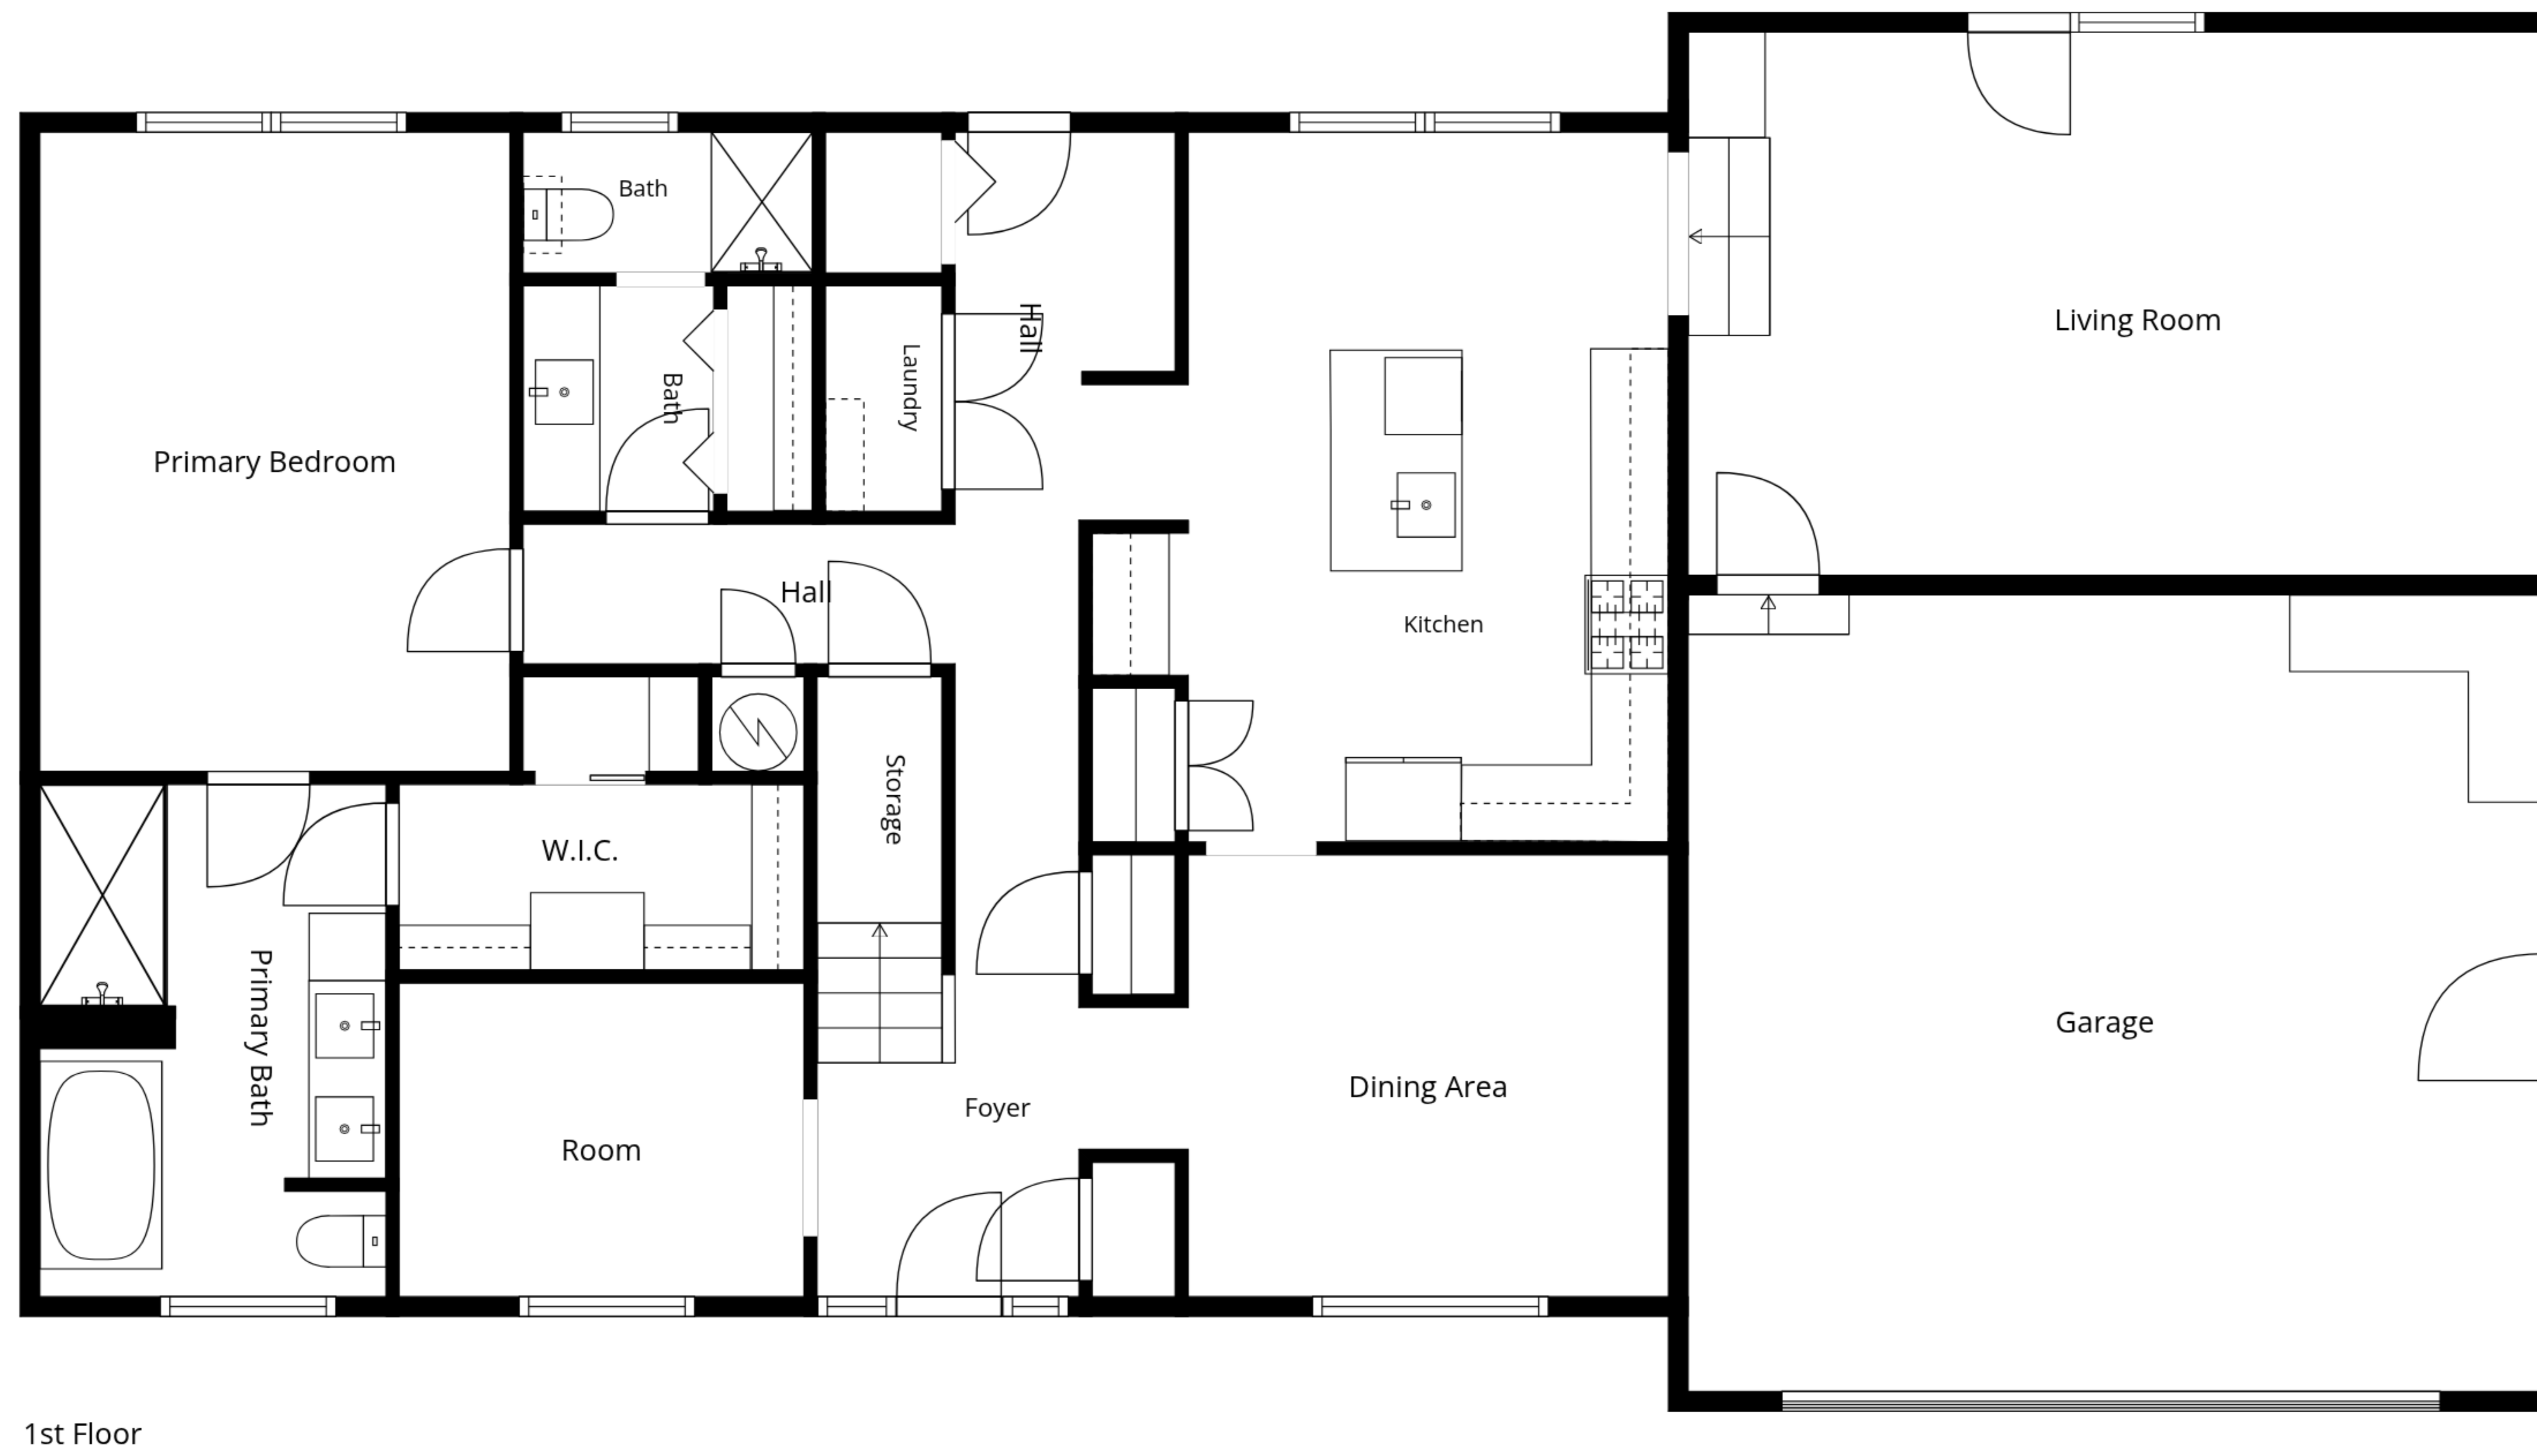 Bath
Living Room
Hall
Laundry
Bath
Primary Bedroom
Hall
Kitchen
Storage
W.I.C.
Primary Bath
Garage
Dining Area
Foyer
Room
1st Floor